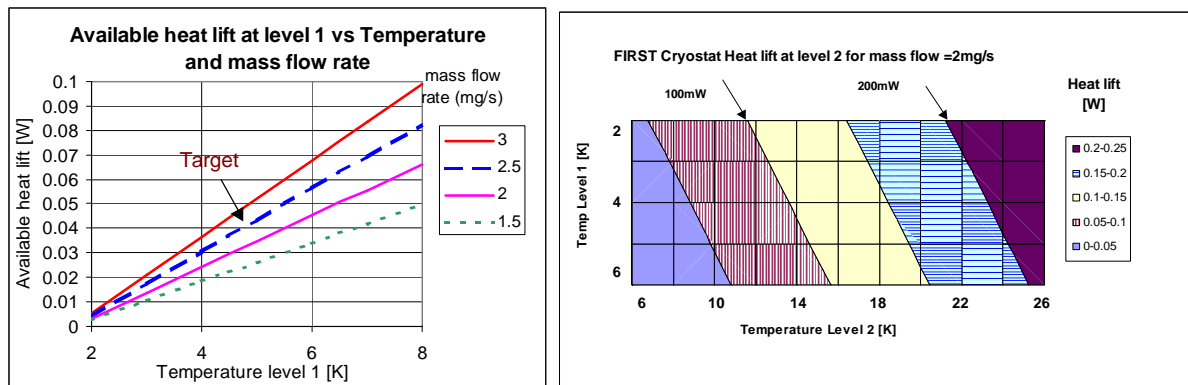 Available heat lift at level 1 vs Temperature
and mass flow rate
mass flow
rate (mg/s)
0.1
0.09
0.08
0.07
0.06
0.05
0.04
0.03
0.02
0.01
0
Available heat lift [W]
Target
3
2.5
2
1.5
2
4
6
8
Temperature level 1 [K]
FIRST Cryostat Heat lift at level 2 for mass flow =2mg/s
100mW
200mW
Heat lift
[W]
0.2-0.25
0.15-0.2
0.1-0.15
0.05-0.1
0-0.05
2
4
6
Temp Level 1 [K]
6
10
14
18
22
26
Temperature Level 2 [K]